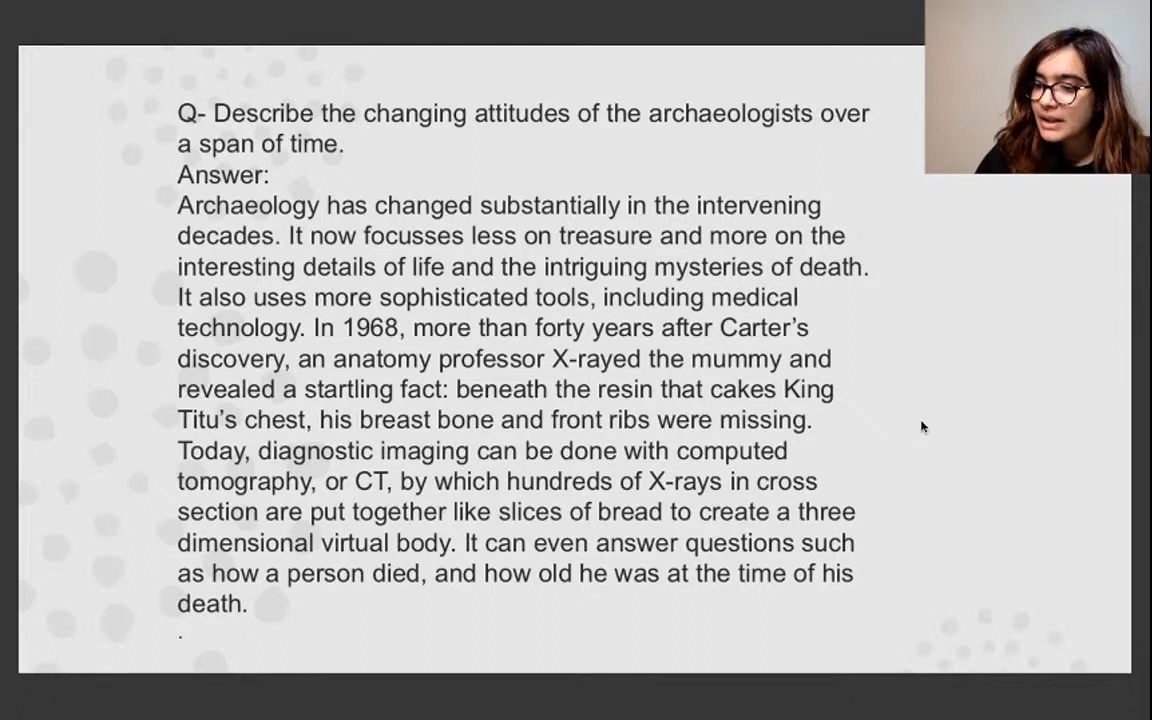 Q- Describe the changing attitudes of the archaeologists over
a span of time.
Answer:
Archaeology has changed substantially in the intervening
decades. It now focusses less on treasure and more on the
interesting details of life and the intriguing mysteries of death.
It also uses more sophisticated tools, including medical
technology. In 1968, more than forty years after Carter’s
discovery, an anatomy professor X-rayed the mummy and
revealed a startling fact: beneath the resin that cakes King
Titu’s chest, his breast bone and front ribs were missing.
Today, diagnostic imaging can be done with computed
tomography, or CT, by which hundreds of X-rays in cross
section are put together like slices of bread to create a three
dimensional virtual body. It can even answer questions such
as how a person died, and how old he was at the time of his
death.
.